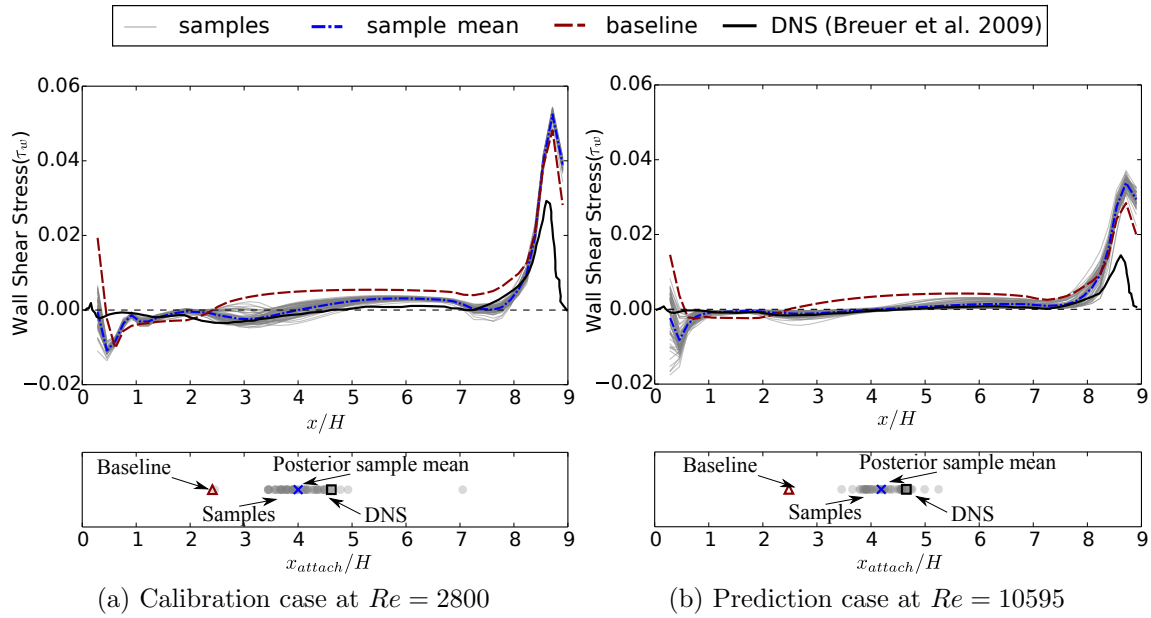 samples sample mean baseline DNS (Breuer et al. 2009)
0.06
0.04
0.02
0.00
−0.02
Wall Shear Stress(τw)
0 1 2 3 4 5 6 7 8 9
x/H
Baseline
Posterior sample mean
Samples
DNS
0 1 2 3 4 5 6 7 8 9
xattach/H
(a) Calibration case at Re = 2800
0.06
0.04
0.02
0.00
−0.02
Wall Shear Stress(τw)
0 1 2 3 4 5 6 7 8 9
x/H
Baseline
Posterior sample mean
Samples
DNS
0 1 2 3 4 5 6 7 8 9
xattach/H
(b) Prediction case at Re = 10595